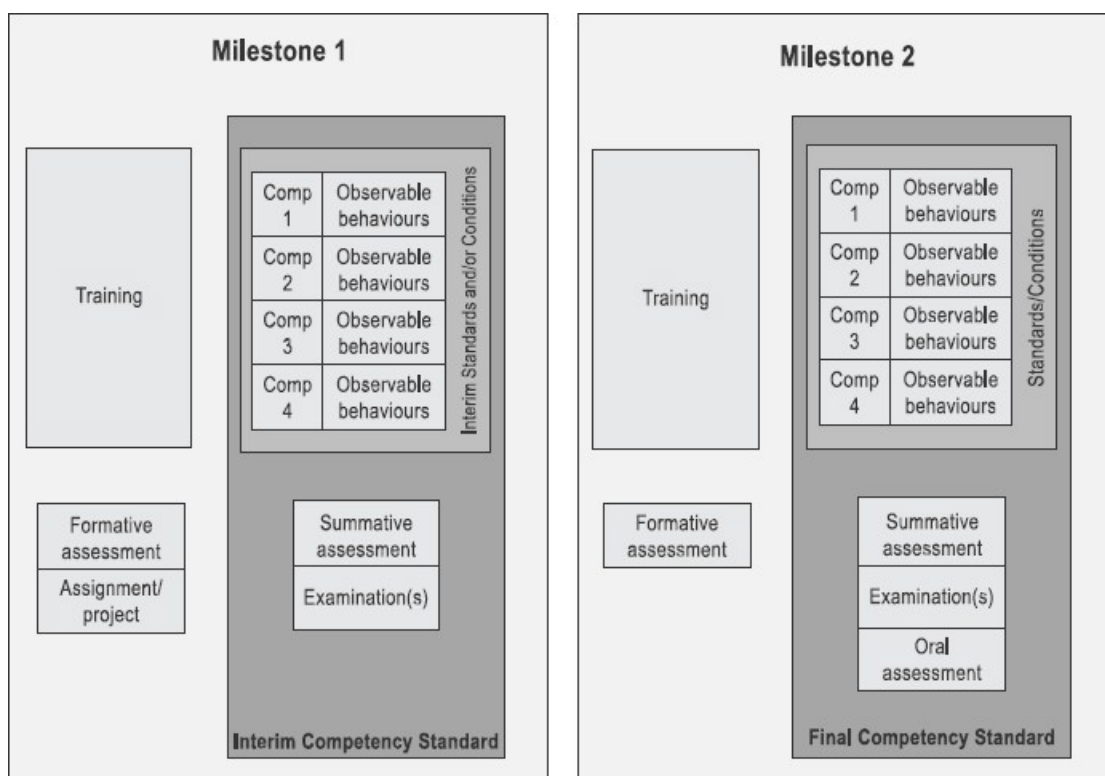 Milestone 1
Training
Comp
1
Observable
behaviours
Comp
2
Observable
behaviours
Comp
3
Observable
behaviours
Comp
4
Observable
behaviours
Interim Standards and/or Conditions
Formative
assessment
Assignment/
project
Summative
assessment
Examination(s)
Interim Competency Standard
Milestone 2
Training
Comp
1
Observable
behaviours
Comp
2
Observable
behaviours
Comp
3
Observable
behaviours
Comp
4
Observable
behaviours
Standards/Conditions
Formative
assessment
Summative
assessment
Examination(s)
Oral
assessment
Final Competency Standard